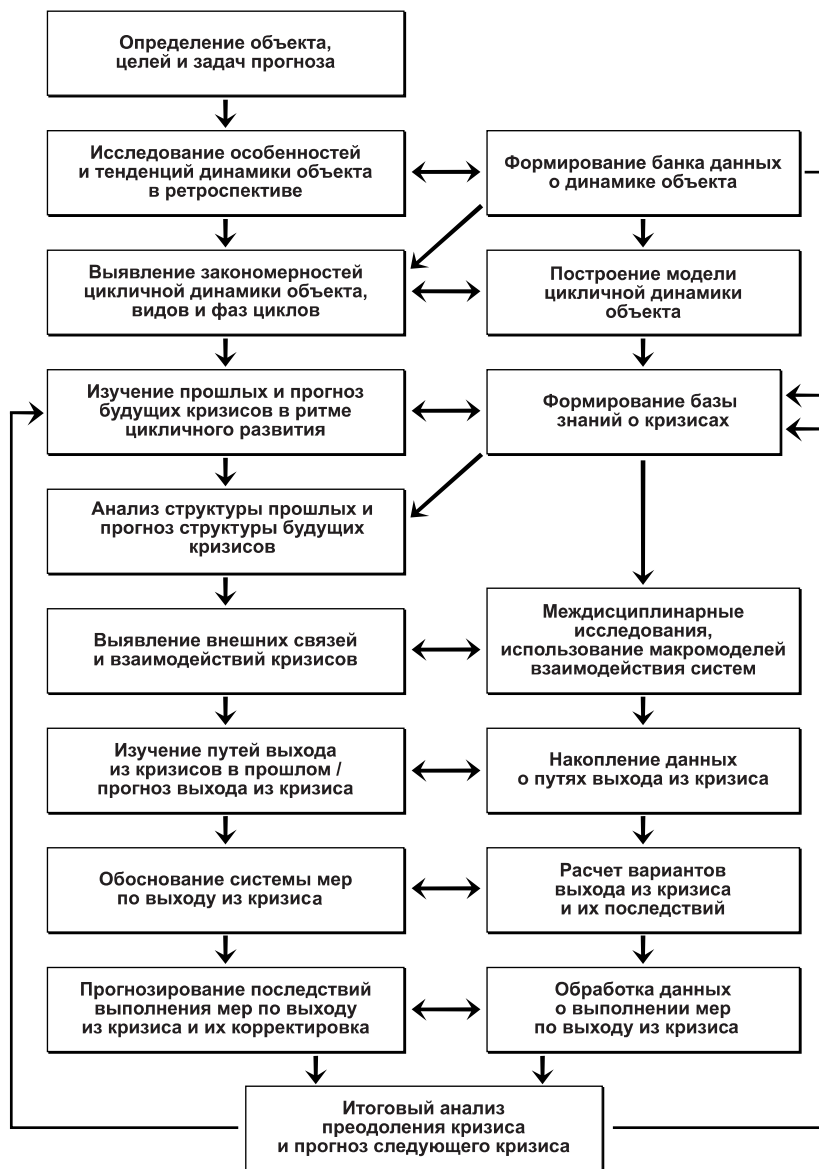 Определение объекта,
целей и задач прогноза
Исследование особенностей
и тенденций динамики объекта
в ретроспективе
Формирование банка данных
о динамике объекта
Выявление закономерностей
цикличной динамики объекта,
видов и фаз циклов
Построение модели
цикличной динамики
объекта
Изучение прошлых и прогноз
будущих кризисов в ритме
цикличного развития
Формирование базы
знаний о кризисах
Анализ структуры прошлых и
прогноз структуры будущих
кризисов
Выявление внешних связей
и взаимодействий кризисов
Междисциплинарные
исследования,
использование макромоделей
взаимодействия систем
Изучение путей выхода
из кризисов в прошлом /
прогноз выхода из кризиса
Накопление данных
о путях выхода из кризиса
Обоснование системы мер
по выходу из кризиса
Расчет вариантов
выхода из кризиса
и их последствий
Прогнозирование последствий
выполнения мер по выходу
из кризиса и их корректировка
Обработка данных
о выполнении мер
по выходу из кризиса
Итоговый анализ
преодоления кризиса
и прогноз следующего кризиса